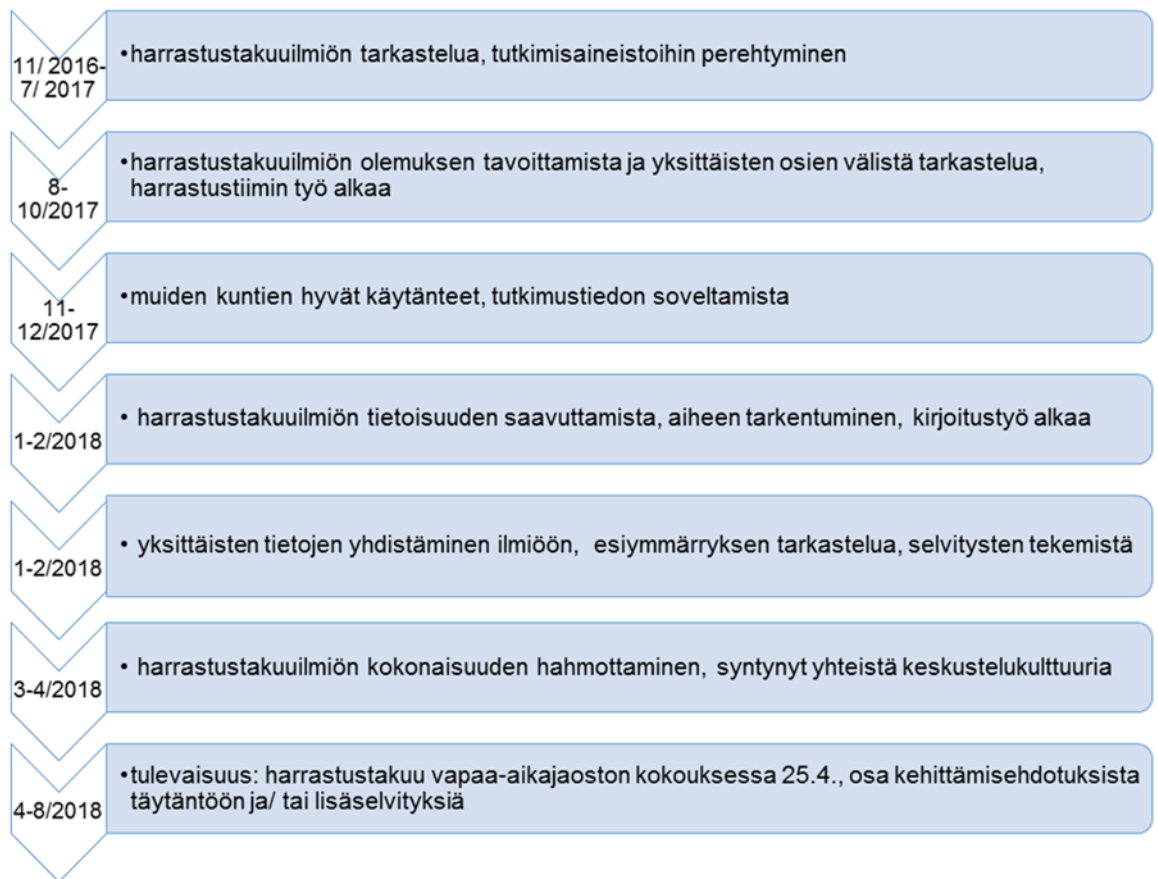 11/ 2016-
7/ 2017
•harrastustakuuilmiön tarkastelua, tutkimisaineistoihin perehtyminen
8-
10/2017
•harrastustakuuilmiön olemuksen tavoittamista ja yksittäisten osien välistä tarkastelua,
harrastustiimin työ alkaa
11-
12/2017
•muiden kuntien hyvät käytänteet, tutkimustiedon soveltamista
1-2/2018
• harrastustakuuilmiön tietoisuuden saavuttamista, aiheen tarkentuminen, kirjoitustyö alkaa
1-2/2018
• yksittäisten tietojen yhdistäminen ilmiöön, esiymmärryksen tarkastelua, selvitysten tekemistä
3-4/2018
• harrastustakuuilmiön kokonaisuuden hahmottaminen, syntynyt yhteistä keskustelukulttuuria
4-8/2018
•tulevaisuus: harrastustakuu vapaa-aikajaoston kokouksessa 25.4., osa kehittämisehdotuksista
täytäntöön ja/ tai lisäselvityksiä